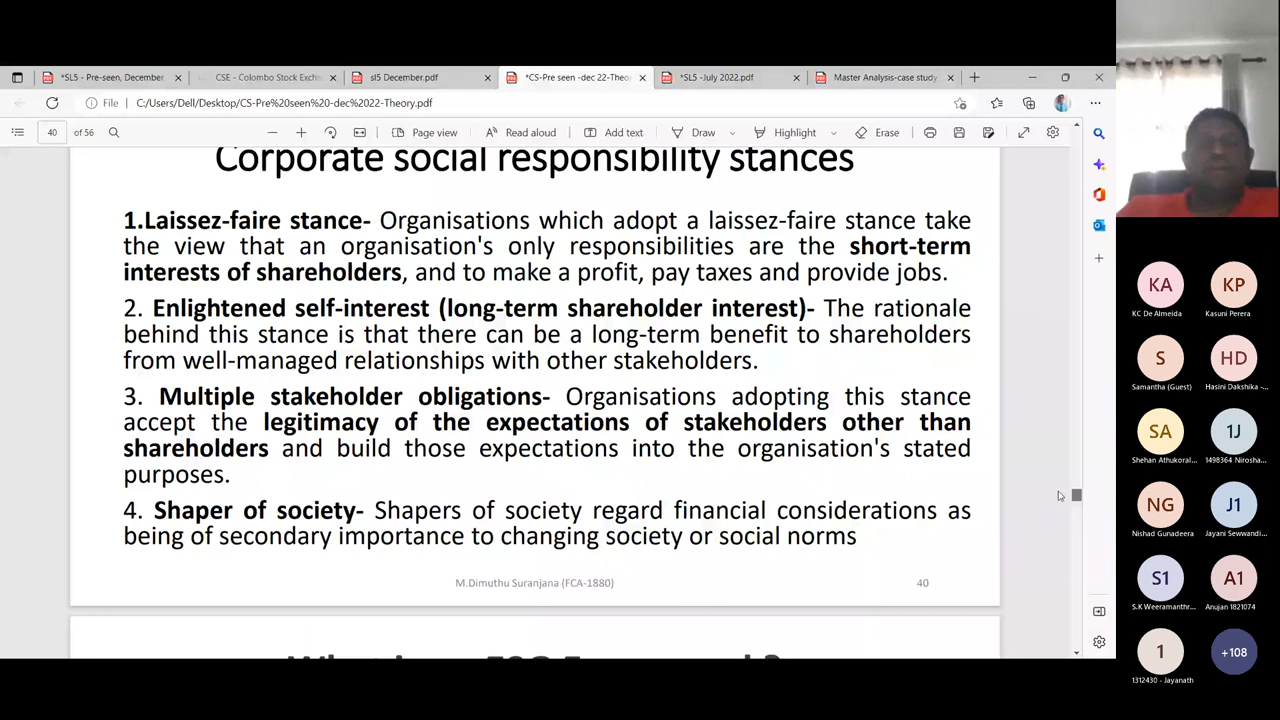 *SL5 - Pre-seen, December
CSE - Colombo Stock Exch
sl5 December.pdf
*CS-Pre seen -dec 22-Theo
*SL5 -July 2022.pdf
Master Analysis-case study
File
C:/Users/Dell/Desktop/CS-Pre%20seen%20-dec%2022-Theory.pdf
40 of 56
Page view
Read aloud
Add text
Draw
Highlight
Erase
Corporate social responsibility stances
1.Laissez-faire stance- Organisations which adopt a laissez-faire stance take
the view that an organisation's only responsibilities are the short-term
interests of shareholders, and to make a profit, pay taxes and provide jobs.
2. Enlightened self-interest (long-term shareholder interest)- The rationale
behind this stance is that there can be a long-term benefit to shareholders
from well-managed relationships with other stakeholders.
3. Multiple stakeholder obligations- Organisations adopting this stance
accept the legitimacy of the expectations of stakeholders other than
shareholders and build those expectations into the organisation's stated
purposes.
4. Shaper of society- Shapers of society regard financial considerations as
being of secondary importance to changing society or social norms
M.Dimuthu Suranjana (FCA-1880)
40
KA
KP
KC De Almeida
Kasuni Perera
S
HD
Samantha (Guest)
Hasini Dakshika -...
SA
1J
Shehan Athukoral...
1498364 Nirosha...
NG
J1
Nishad Gunadeera
Jayani Sewwandi...
S1
A1
S.K Weeramanthr...
Anujan 1821074
1
+108
1312430 - Jayanath